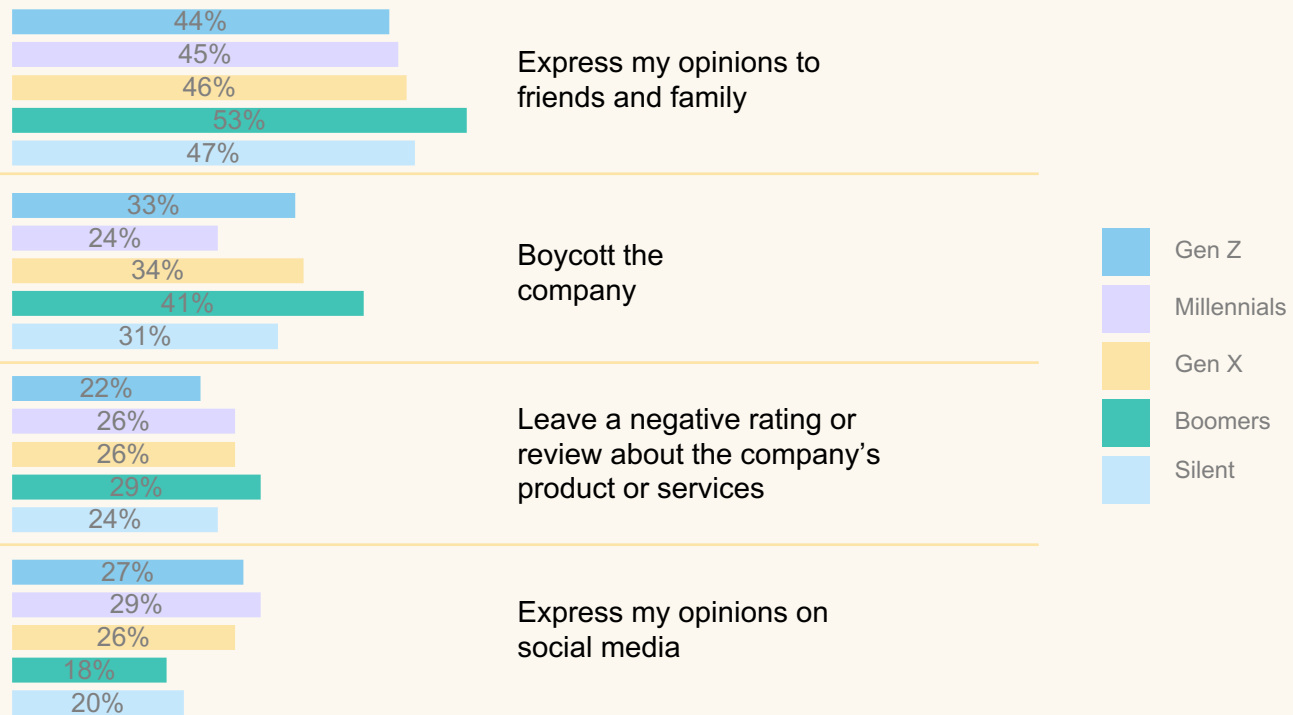 44%
45%
46%
53%
47%
Express my opinions to
friends and family
33%
24%
34%
41%
31%
Boycott the
company
22%
26%
26%
29%
24%
Leave a negative rating or
review about the company’s
product or services
27%
29%
26%
18%
20%
Express my opinions on
social media
Gen Z
Millennials
Gen X
Boomers
Silent